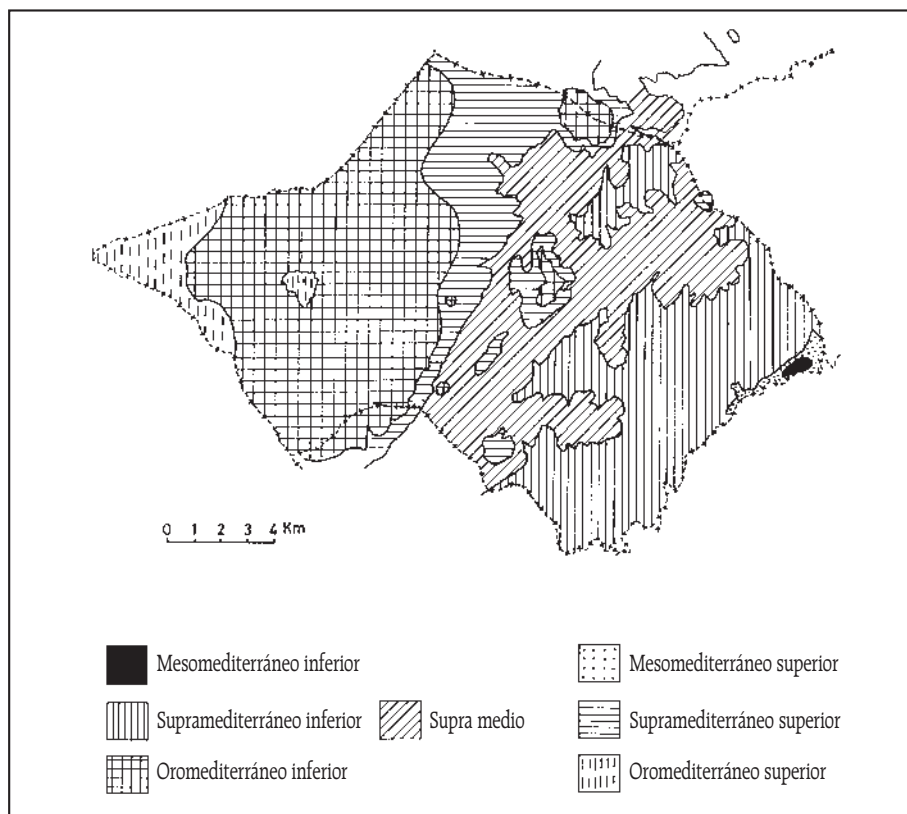 0 1 2 3 4 Km
Mesomediterráneo inferior
Mesomediterráneo superior
Supramediterráneo inferior
Supra medio
Supramediterráneo superior
Oromediterráneo inferior
Oromediterráneo superior